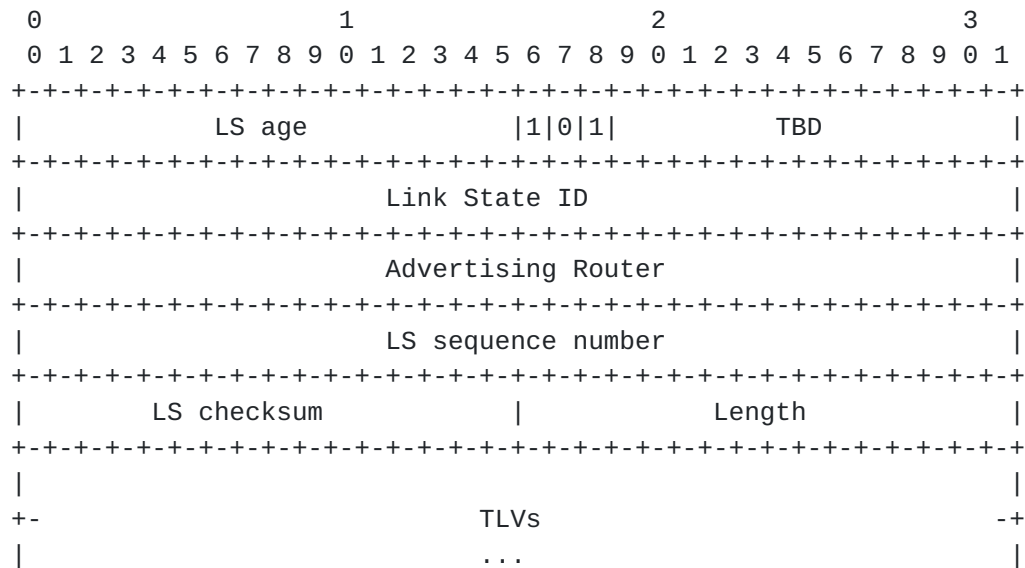 0                   1                   2                   3
 0 1 2 3 4 5 6 7 8 9 0 1 2 3 4 5 6 7 8 9 0 1 2 3 4 5 6 7 8 9 0 1
+-+-+-+-+-+-+-+-+-+-+-+-+-+-+-+-+-+-+-+-+-+-+-+-+-+-+-+-+-+-+-+-+
|            LS age             |1|0|1|          TBD            |
+-+-+-+-+-+-+-+-+-+-+-+-+-+-+-+-+-+-+-+-+-+-+-+-+-+-+-+-+-+-+-+-+
|                       Link State ID                           |
+-+-+-+-+-+-+-+-+-+-+-+-+-+-+-+-+-+-+-+-+-+-+-+-+-+-+-+-+-+-+-+-+
|                       Advertising Router                      |
+-+-+-+-+-+-+-+-+-+-+-+-+-+-+-+-+-+-+-+-+-+-+-+-+-+-+-+-+-+-+-+-+
|                       LS sequence number                      |
+-+-+-+-+-+-+-+-+-+-+-+-+-+-+-+-+-+-+-+-+-+-+-+-+-+-+-+-+-+-+-+-+
|        LS checksum            |            Length             |
+-+-+-+-+-+-+-+-+-+-+-+-+-+-+-+-+-+-+-+-+-+-+-+-+-+-+-+-+-+-+-+-+
|                                                               |
+-                            TLVs                             -+
|                             ...                               |